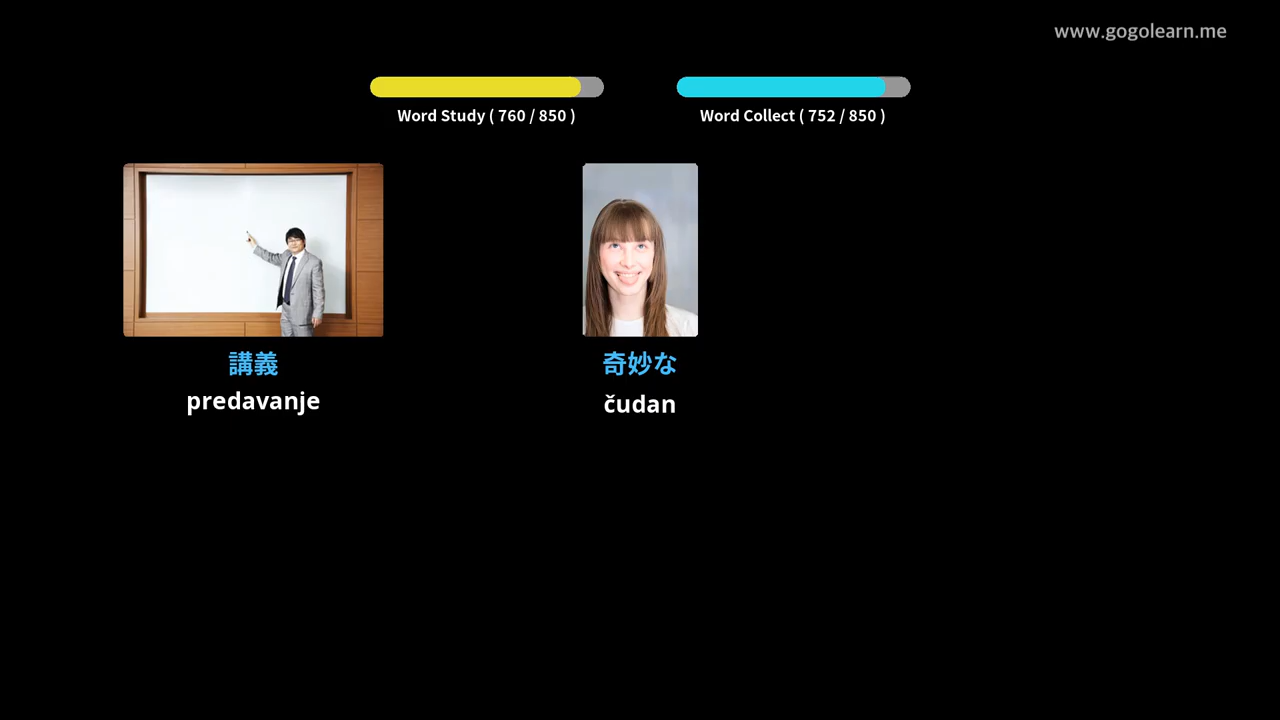 www.gogolearn.me
Word Study ( 760 / 850 )
Word Collect ( 752 / 850 )
講義
predavanje
奇妙な
čudan